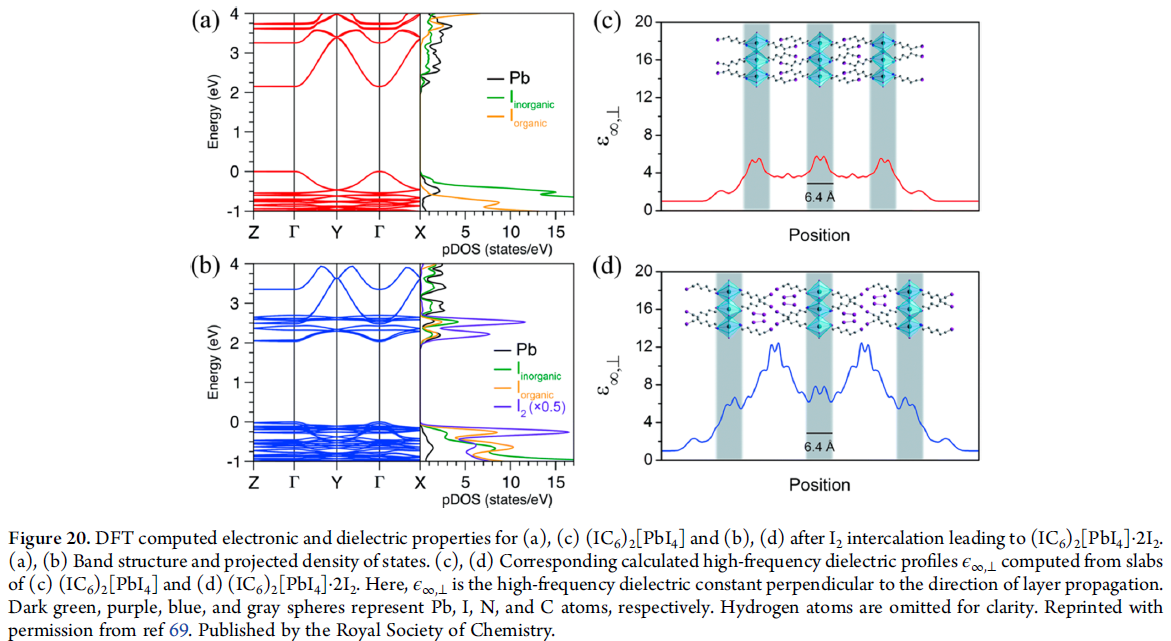 (a)
4
3
2
1
0
-1
Energy (eV)
Z Γ Y Γ X 5 10 15
pDOS (states/eV)
Pb
I inorganic
I organic
(c)
20
16
12
8
4
0
ε∞,⊥
6.4 Å
Position
(b)
4
3
2
1
0
-1
Energy (eV)
Z Γ Y Γ X 5 10 15
pDOS (states/eV)
Pb
I inorganic
I organic
I₂ (×0.5)
(d)
20
16
12
8
4
0
ε∞,⊥
6.4 Å
Position
Figure 20. DFT computed electronic and dielectric properties for (a), (c) (IC₆)₂[PbI₄] and (b), (d) after I₂ intercalation leading to (IC₆)₂[PbI₄]·2I₂.
(a), (b) Band structure and projected density of states. (c), (d) Corresponding calculated high-frequency dielectric profiles ϵ∞,⊥ computed from slabs
of (c) (IC₆)₂[PbI₄] and (d) (IC₆)₂[PbI₄]·2I₂. Here, ϵ∞,⊥ is the high-frequency dielectric constant perpendicular to the direction of layer propagation.
Dark green, purple, blue, and gray spheres represent Pb, I, N, and C atoms, respectively. Hydrogen atoms are omitted for clarity. Reprinted with
permission from ref 69. Published by the Royal Society of Chemistry.